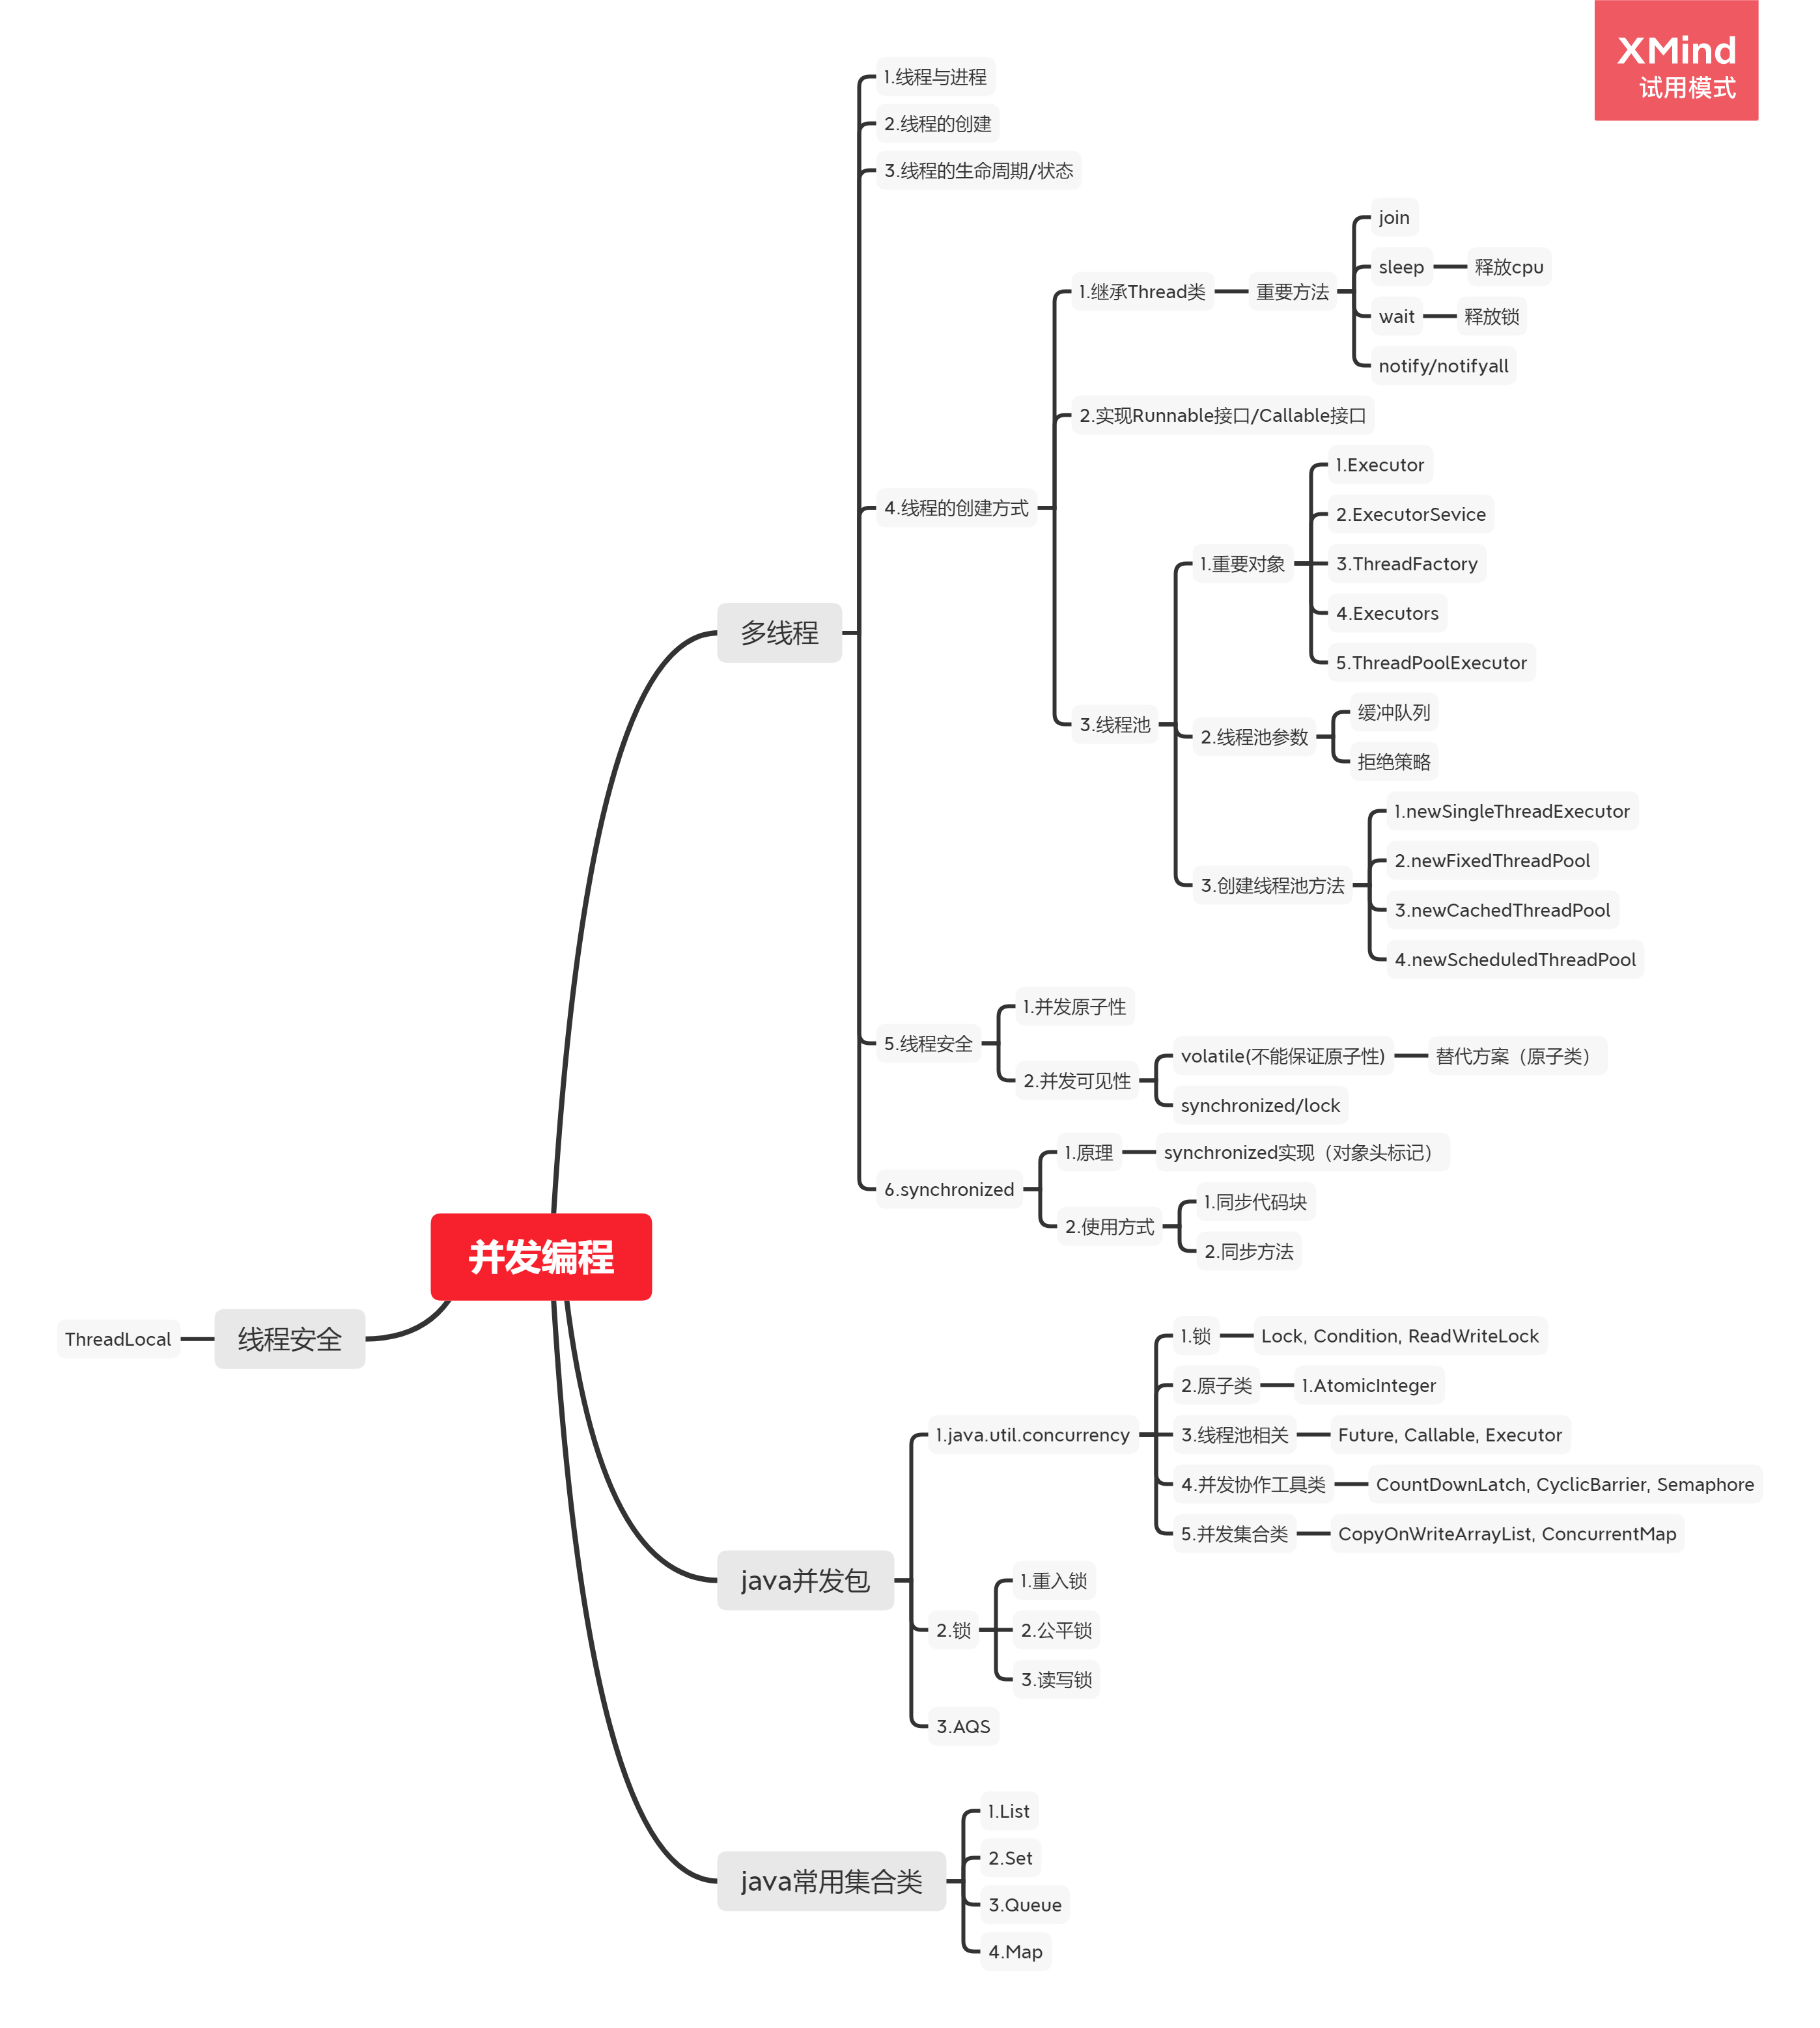 XMind
试用模式
并发编程
多线程
1.线程与进程
2.线程的创建
3.线程的生命周期/状态
4.线程的创建方式
1.继承Thread类
重要方法
join
sleep
释放cpu
wait
释放锁
notify/notifyall
2.实现Runnable接口/Callable接口
3.线程池
1.重要对象
1.Executor
2.ExecutorSevice
3.ThreadFactory
4.Executors
5.ThreadPoolExecutor
2.线程池参数
缓冲队列
拒绝策略
3.创建线程池方法
1.newSingleThreadExecutor
2.newFixedThreadPool
3.newCachedThreadPool
4.newScheduledThreadPool
5.线程安全
1.并发原子性
2.并发可见性
volatile(不能保证原子性)
替代方案（原子类）
synchronized/lock
6.synchronized
1.原理
synchronized实现（对象头标记）
2.使用方式
1.同步代码块
2.同步方法
java并发包
1.java.util.concurrency
1.锁
Lock, Condition, ReadWriteLock
2.原子类
1.AtomicInteger
3.线程池相关
Future, Callable, Executor
4.并发协作工具类
CountDownLatch, CyclicBarrier, Semaphore
5.并发集合类
CopyOnWriteArrayList, ConcurrentMap
2.锁
1.重入锁
2.公平锁
3.读写锁
3.AQS
java常用集合类
1.List
2.Set
3.Queue
4.Map
线程安全
ThreadLocal